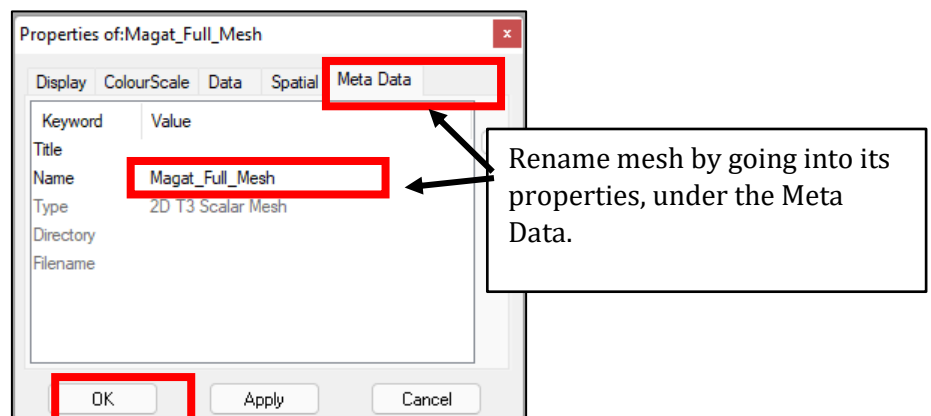 Properties of:Magat_Full_Mesh
x
Display ColourScale Data Spatial Meta Data
Keyword Value
Title
Name Magat_Full_Mesh
Type 2D T3 Scalar Mesh
Directory
Filename
OK Apply Cancel
Rename mesh by going into its
properties, under the Meta
Data.